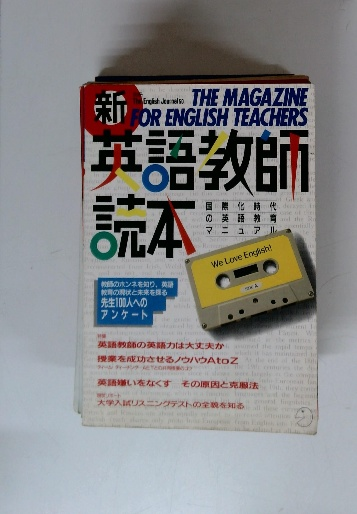 English Journal
THE MAGAZINE
FOR ENGLISH TEACHERS
新
英語教師
読本
国際化時代
の英語教育
マニュアル
We Love English!
教師のホンネを知り、英語
教育の現状と未来を探る
先生100人への
アンケート
英語教師の英語力は大丈夫か
授業を成功させるノウハウAtoZ
英語嫌いをなくす その原因と克服法
大学入試リスニングテストの全貌を知る